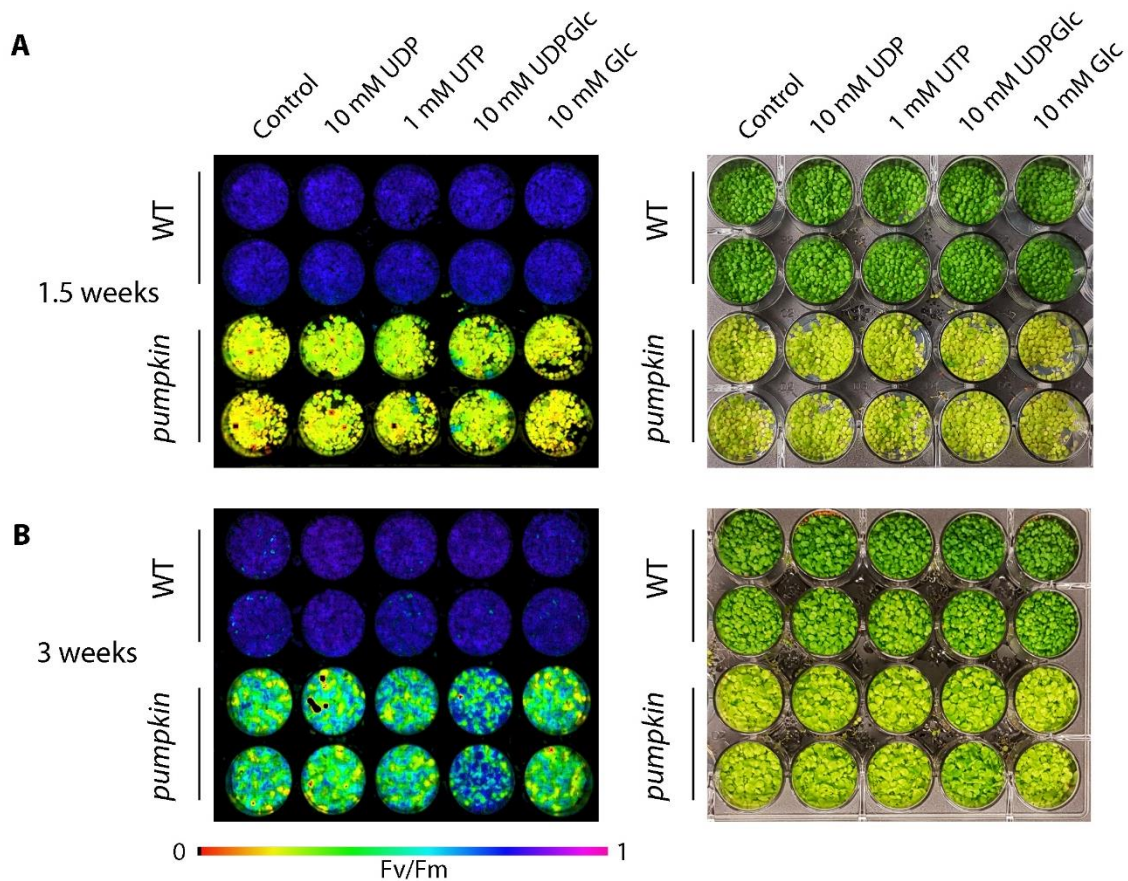 A
Control
10 mM UDP
1 mM UTP
10 mM UDPGlc
10 mM Glc
Control
10 mM UDP
1 mM UTP
10 mM UDPGlc
10 mM Glc
WT
WT
1.5 weeks
pumpkin
pumpkin
B
WT
WT
3 weeks
pumpkin
pumpkin
0
1
Fv/Fm